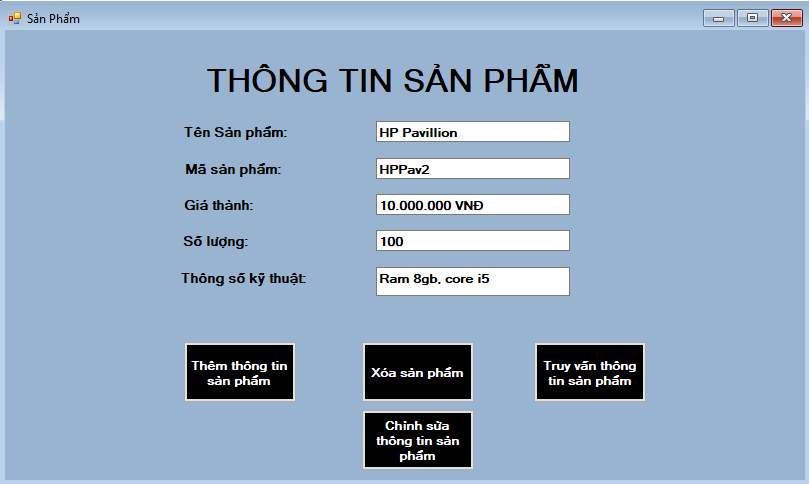 Sản Phẩm
THÔNG TIN SẢN PHẨM
Tên Sản phẩm: HP Pavillion
Mã sản phẩm: HPPav2
Giá thành: 10.000.000 VNĐ
Số lượng: 100
Thông số kỹ thuật: Ram 8gb, core i5
Thêm thông tin
sản phẩm
Xóa sản phẩm
Truy vấn thông
tin sản phẩm
Chỉnh sửa
thông tin sản
phẩm